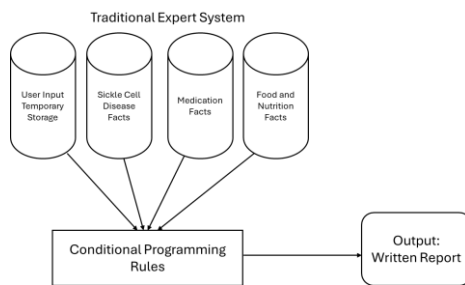 Traditional Expert System
User Input
Temporary
Storage
Sickle Cell
Disease
Facts
Medication
Facts
Food and
Nutrition
Facts
Conditional Programming
Rules
Output:
Written Report